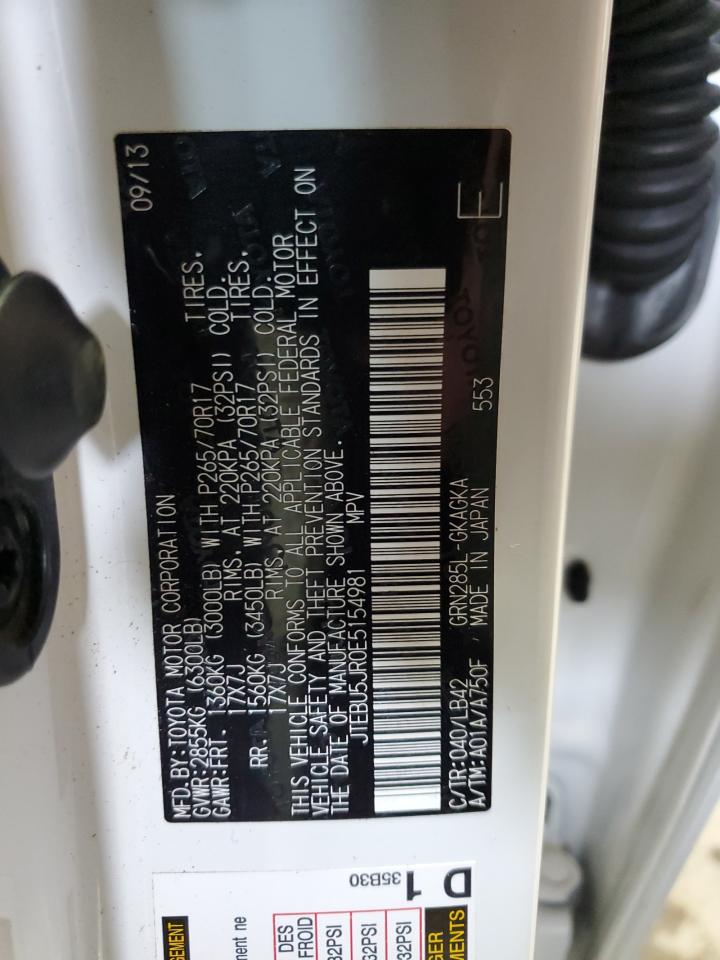 MFD. BY:TOYOTA MOTOR CORPORATION 09/13
GVWR:2855KG (6300LB)
GAWR:FRT. 1360KG (3000LB) WITH P265/70R17 TIRES,
17X7J RIMS, AT 220KPA (32PSI) COLD.
RR. 1560KG (3450LB) WITH P265/70R17 TIRES,
17X7J RIMS, AT 220KPA (32PSI) COLD.
THIS VEHICLE CONFORMS TO ALL APPLICABLE FEDERAL MOTOR
VEHICLE SAFETY AND THEFT PREVENTION STANDARDS IN EFFECT ON
THE DATE OF MANUFACTURE SHOWN ABOVE.
JTEBU5JR0E5154981 MPV
C/TR:040/LB42 GRN285L-GKAGKA
A/TM:A01A/A750F MADE IN JAPAN 553 E
D1
35B30
DES
FROID
32PSI
32PSI
32PSI